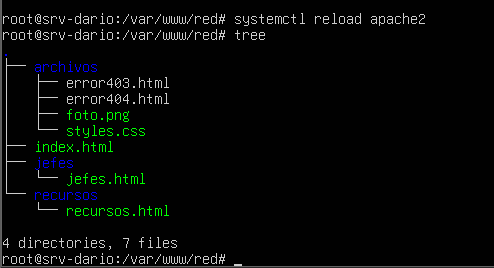 root@srv-dario:/var/www/red# systemctl reload apache2
root@srv-dario:/var/www/red# tree
.
├── archivos
│   ├── error403.html
│   ├── error404.html
│   ├── foto.png
│   └── styles.css
├── index.html
├── jefes
│   └── jefes.html
└── recursos
    └── recursos.html
4 directories, 7 files
root@srv-dario:/var/www/red# _